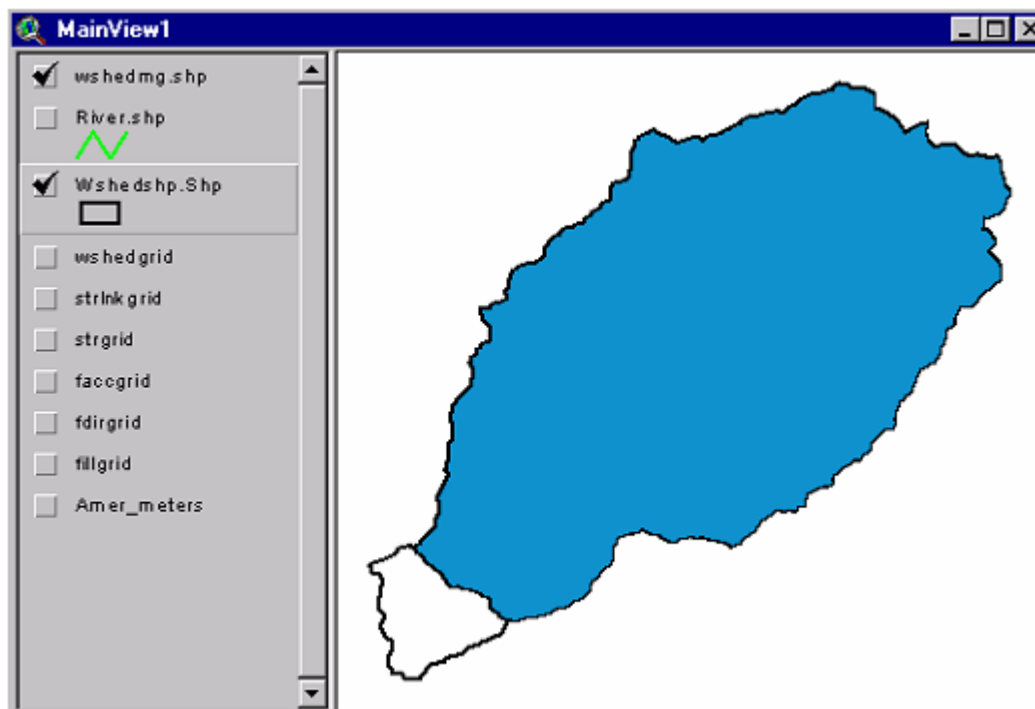 MainView1
wshedmg.shp
River.shp
Wshedshp.Shp
wshedgrid
strlnkgrid
strgrid
faccgrid
fdirgrid
fillgrid
Amer_meters